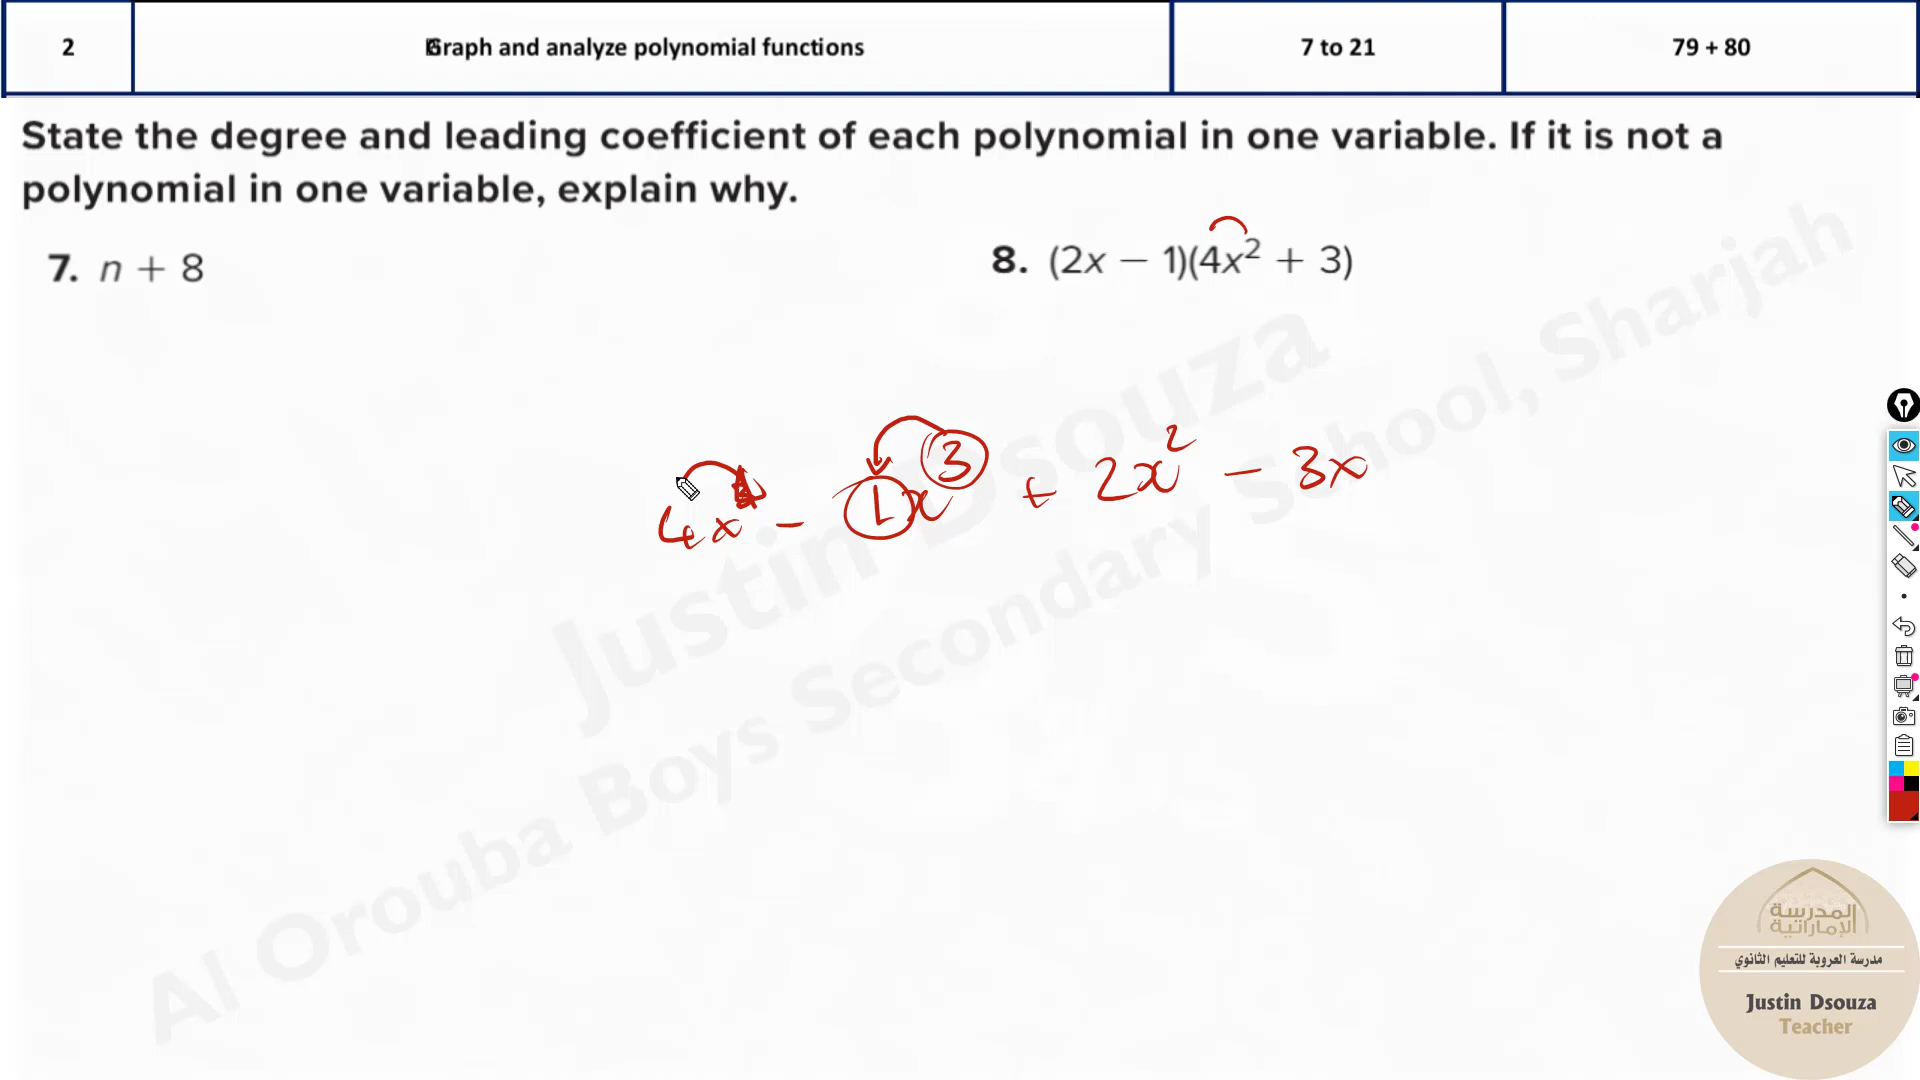 2 Graph and analyze polynomial functions 7 to 21 79 + 80
State the degree and leading coefficient of each polynomial in one variable. If it is not a
polynomial in one variable, explain why.
7. n + 8
8. (2x − 1)(4x² + 3)
4x − 1x³ + 2x² − 3x
Justin Dsouza
Al Orouba Boys Secondary School, Sharjah
المدرسة
الإماراتية
مدرسة العروبة للتعليم الثانوي
Justin Dsouza
Teacher